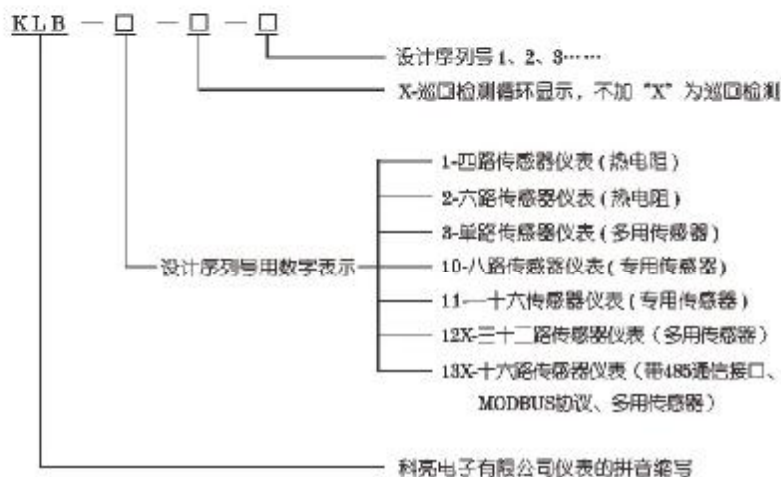 KLB — □ — □ — □
设计序列号1、2、3……
X-巡回检测循环显示，不加“X”为巡回检测
1-四路传感器仪表(热电阻)
2-六路传感器仪表(热电阻)
3-单路传感器仪表(多用传感器)
设计序列号用数字表示
10-八路传感器仪表(专用传感器)
11-一十六传感器仪表(专用传感器)
12X-三十二路传感器仪表（多用传感器）
13X-十六路传感器仪表（带485通信接口、
MODBUS协议、多用传感器）
科亮电子有限公司仪表的拼音缩写